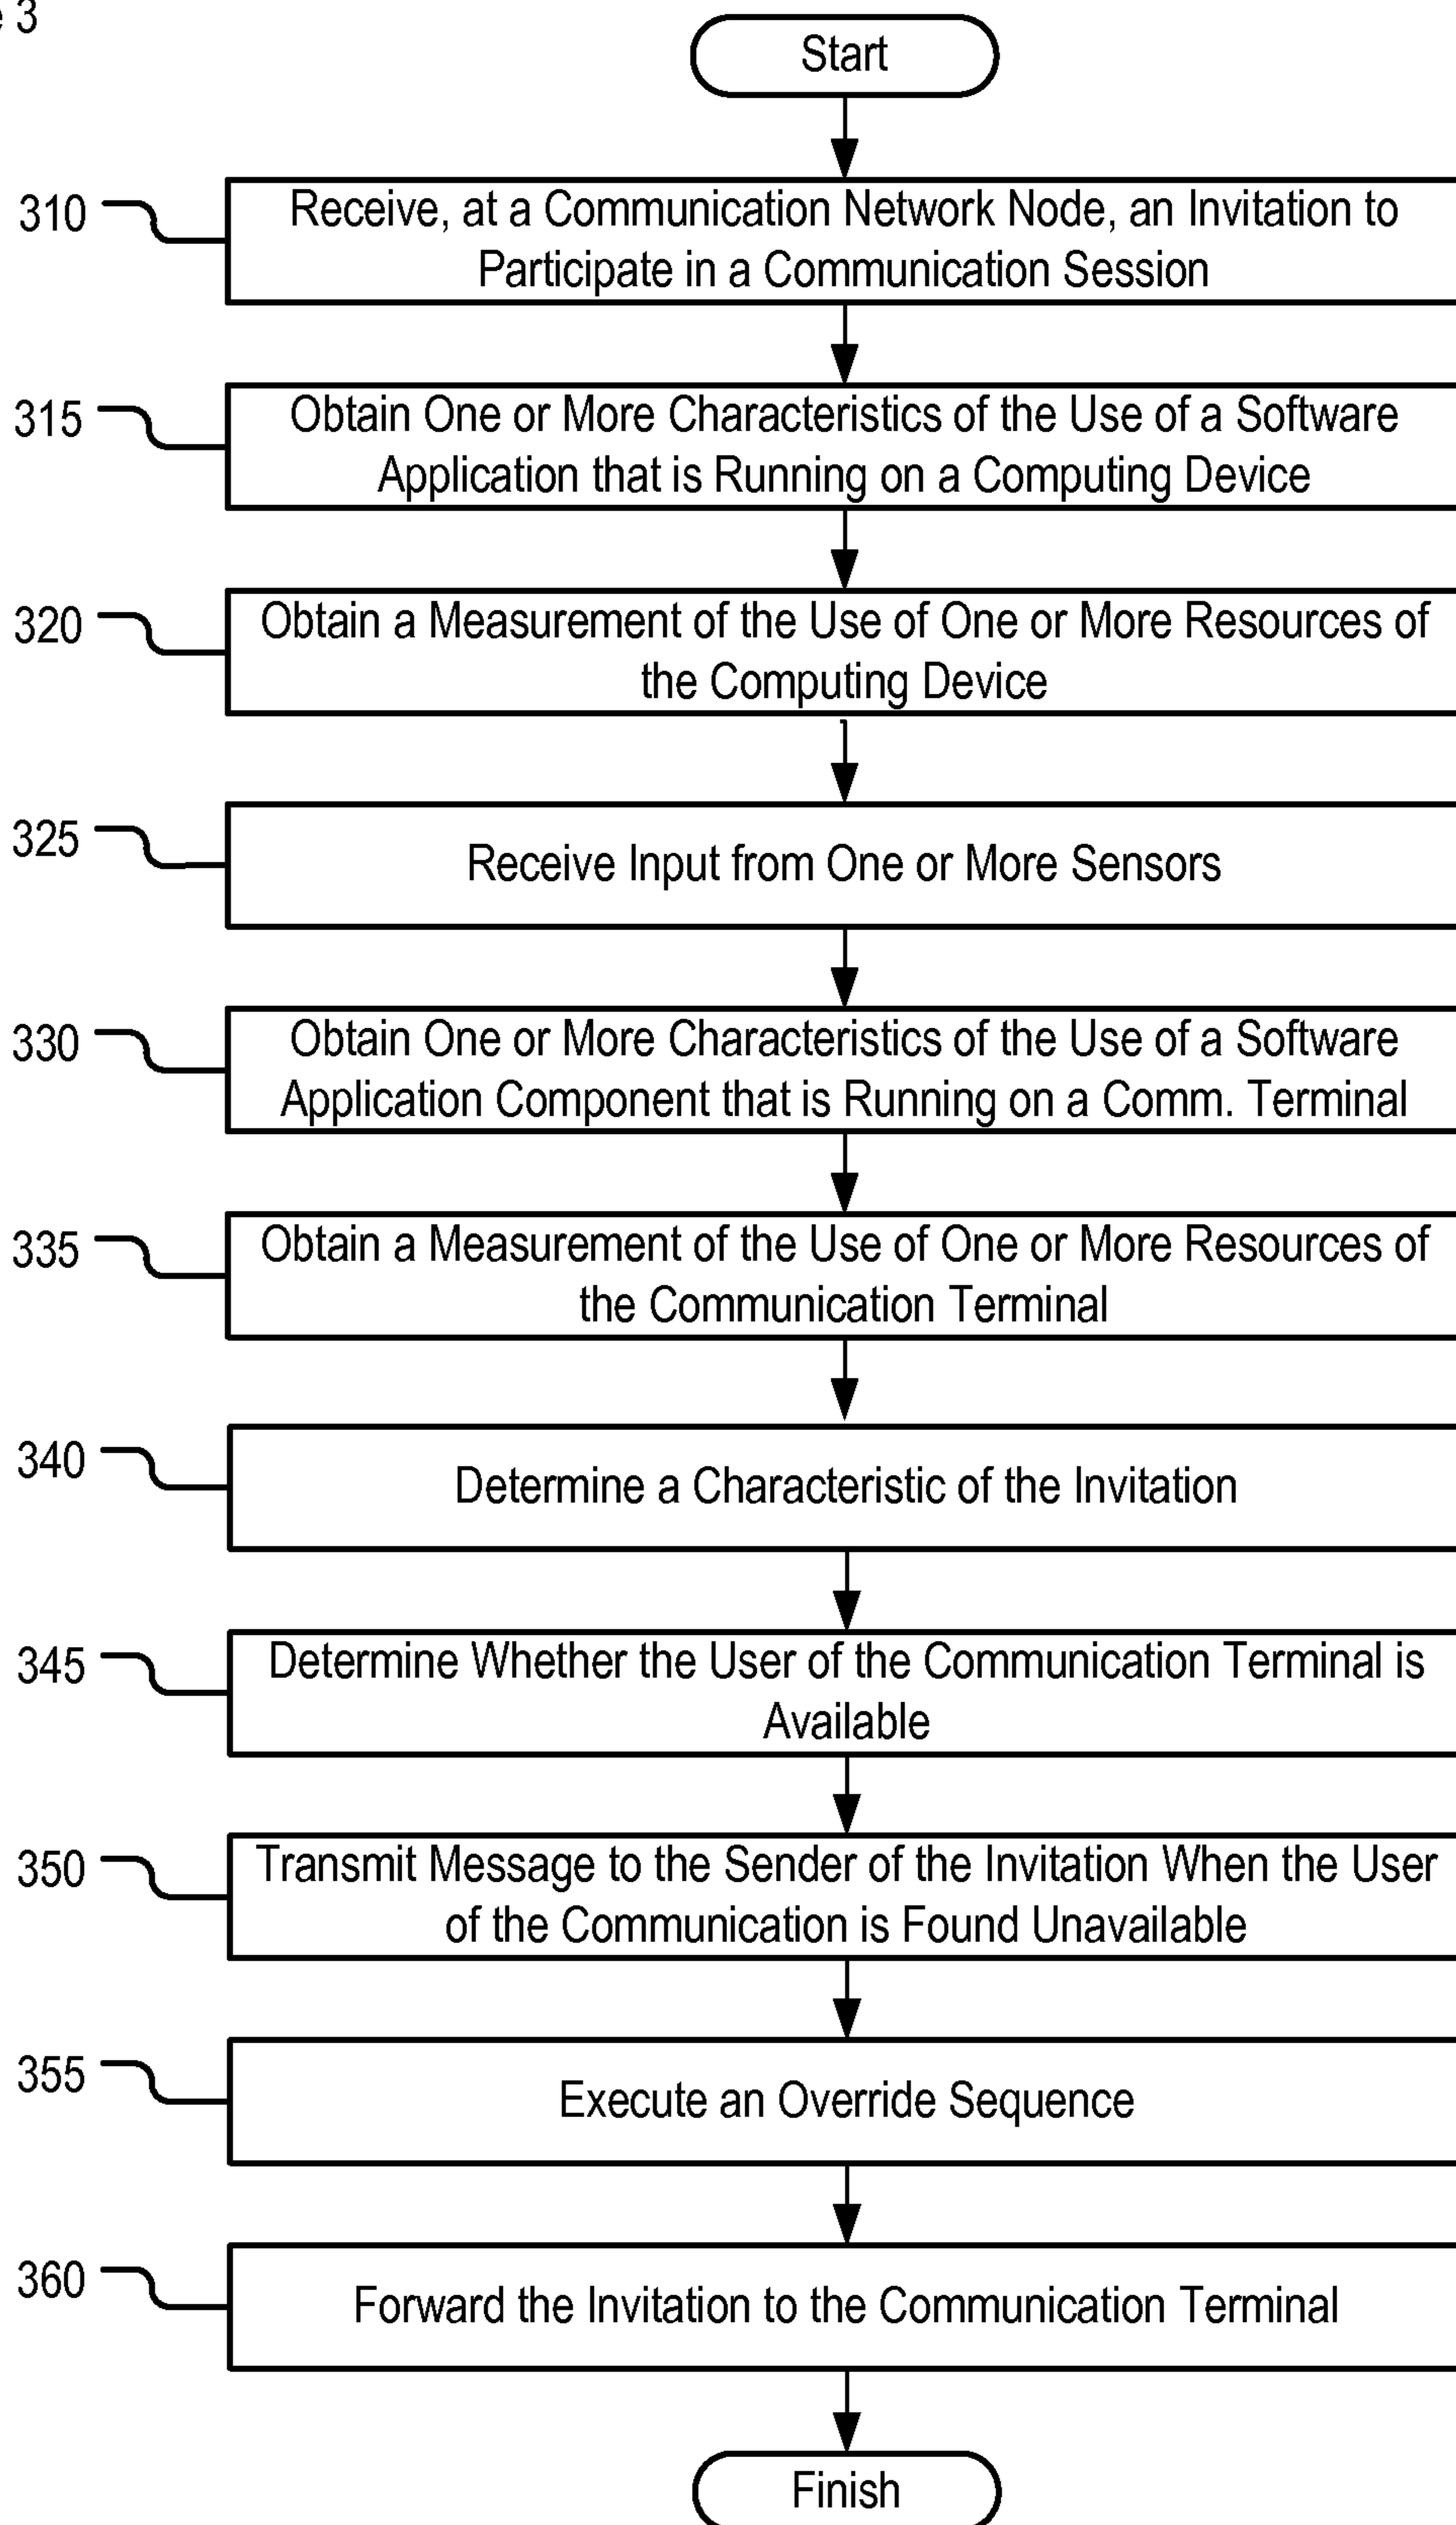 3
Start
310
Receive, at a Communication Network Node, an Invitation to
Participate in a Communication Session
315
Obtain One or More Characteristics of the Use of a Software
Application that is Running on a Computing Device
320
Obtain a Measurement of the Use of One or More Resources of
the Computing Device
325
Receive Input from One or More Sensors
330
Obtain One or More Characteristics of the Use of a Software
Application Component that is Running on a Comm. Terminal
335
Obtain a Measurement of the Use of One or More Resources of
the Communication Terminal
340
Determine a Characteristic of the Invitation
345
Determine Whether the User of the Communication Terminal is
Available
350
Transmit Message to the Sender of the Invitation When the User
of the Communication is Found Unavailable
355
Execute an Override Sequence
360
Forward the Invitation to the Communication Terminal
Finish